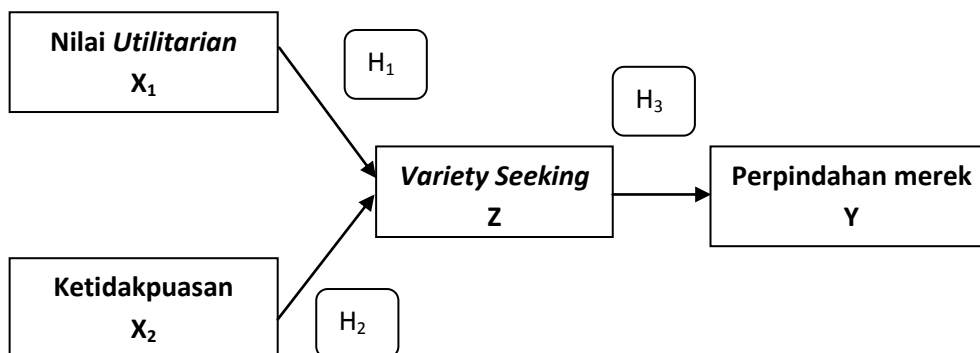 Nilai Utilitarian
X₁
H₁
H₃
Variety Seeking
Z
Perpindahan merek
Y
Ketidakpuasan
X₂
H₂